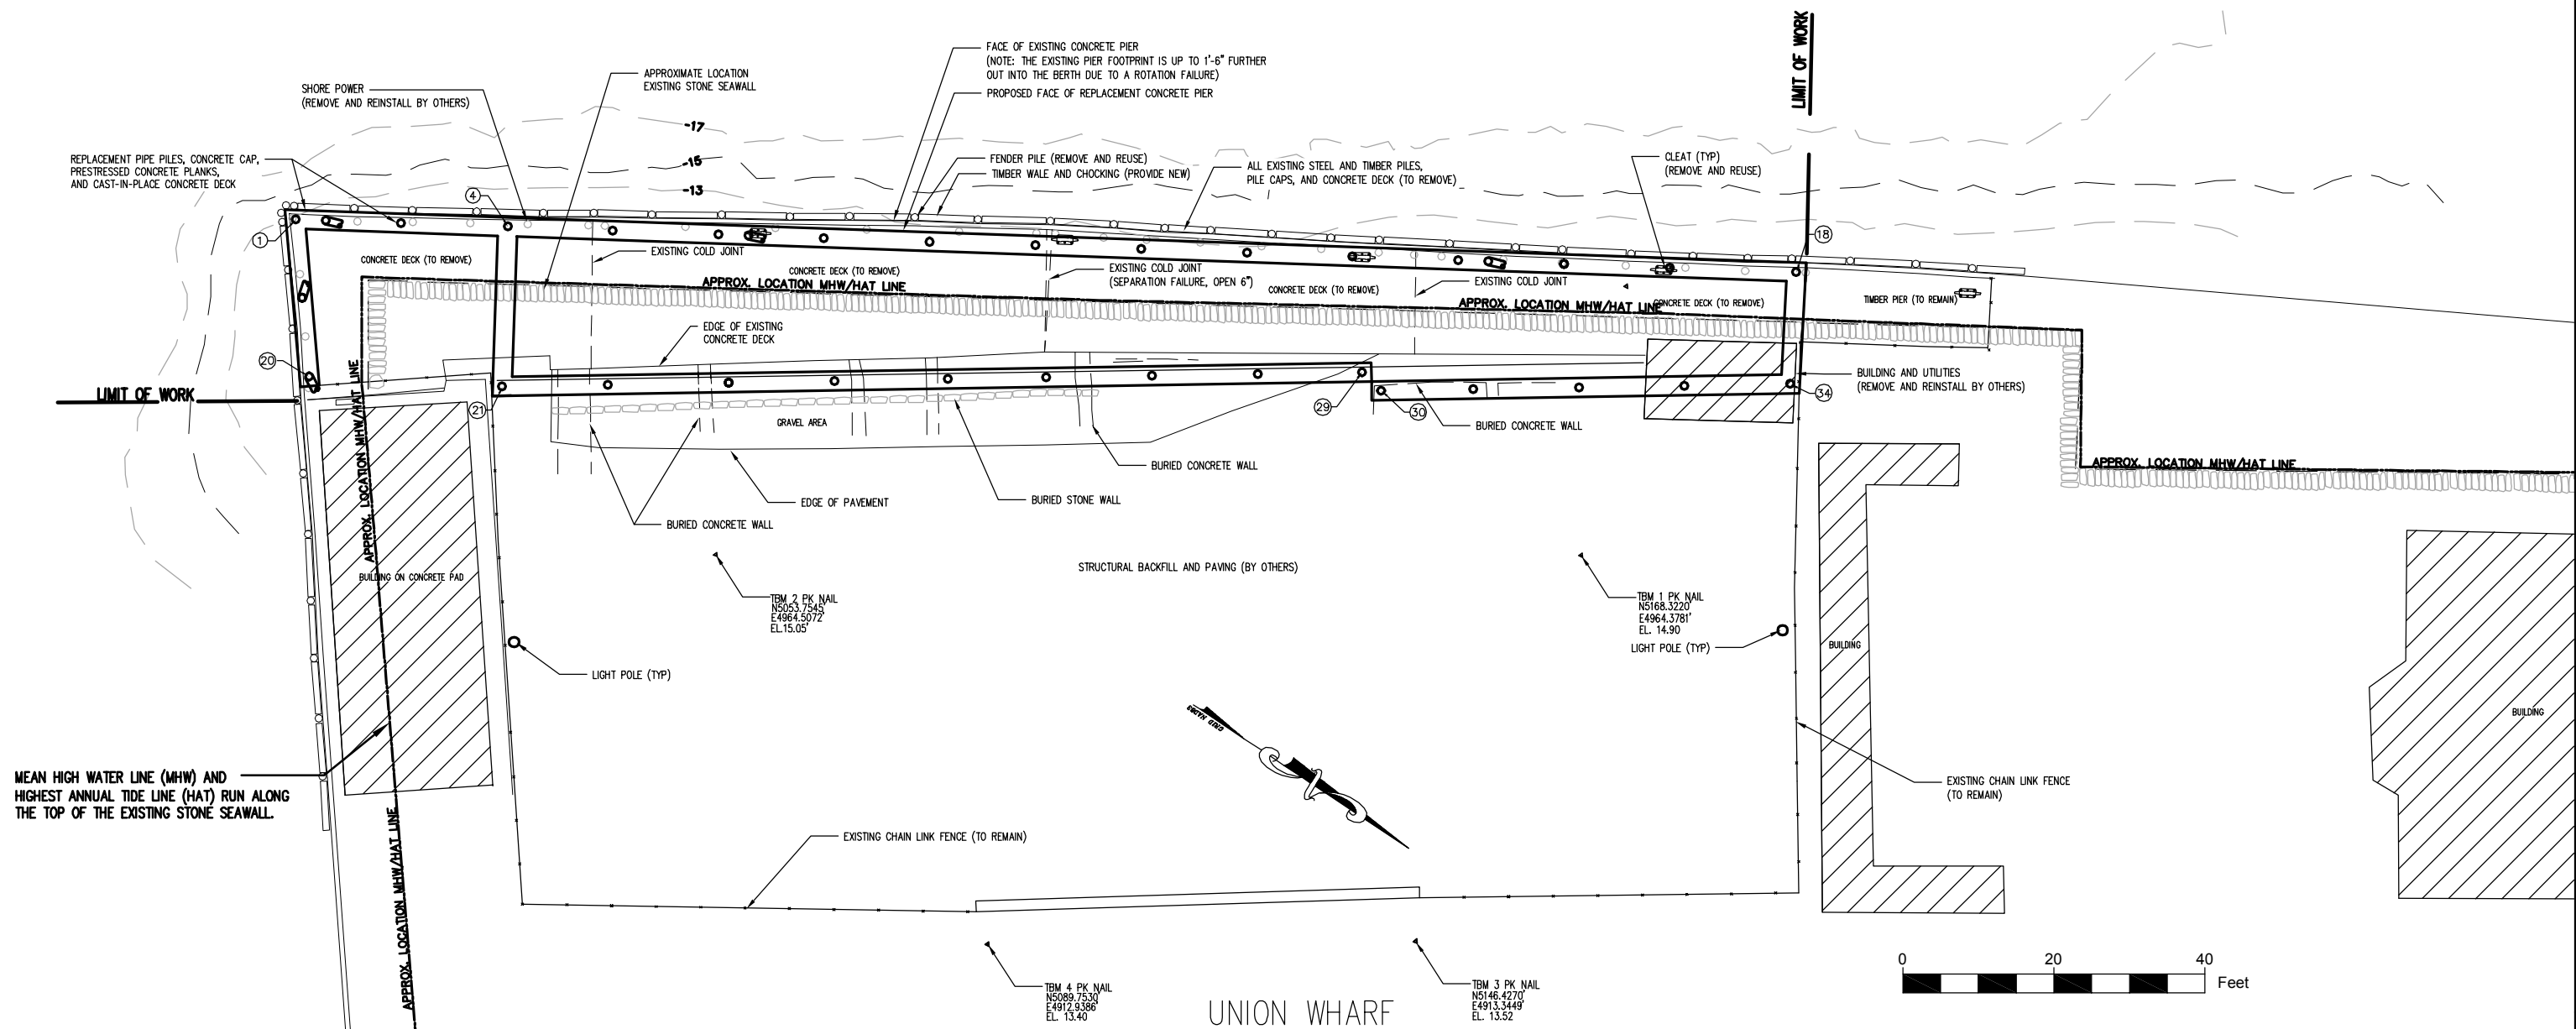 LIMIT OF WORK
FACE OF EXISTING CONCRETE PIER
(NOTE: THE EXISTING PIER FOOTPRINT IS UP TO 1'-6" FURTHER
OUT INTO THE BERTH DUE TO A ROTATION FAILURE)
PROPOSED FACE OF REPLACEMENT CONCRETE PIER
APPROXIMATE LOCATION
EXISTING STONE SEAWALL
SHORE POWER
(REMOVE AND REINSTALL BY OTHERS)
-17
-15
-13
REPLACEMENT PIPE PILES, CONCRETE CAP,
PRESTRESSED CONCRETE PLANKS,
AND CAST-IN-PLACE CONCRETE DECK
FENDER PILE (REMOVE AND REUSE)
TIMBER WALE AND CHOCKING (PROVIDE NEW)
ALL EXISTING STEEL AND TIMBER PILES,
PILE CAPS, AND CONCRETE DECK (TO REMOVE)
CLEAT (TYP)
(REMOVE AND REUSE)
4
1
18
EXISTING COLD JOINT
CONCRETE DECK (TO REMOVE)
CONCRETE DECK (TO REMOVE)
EXISTING COLD JOINT
(SEPARATION FAILURE, OPEN 6")
CONCRETE DECK (TO REMOVE)
EXISTING COLD JOINT
APPROX. LOCATION MHW/HAT LINE
APPROX. LOCATION MHW/HAT LINE
CONCRETE DECK (TO REMOVE)
TIMBER PIER (TO REMAIN)
EDGE OF EXISTING
CONCRETE DECK
20
LIMIT OF WORK
21
29
30
34
BUILDING AND UTILITIES
(REMOVE AND REINSTALL BY OTHERS)
GRAVEL AREA
BURIED CONCRETE WALL
BURIED CONCRETE WALL
APPROX. LOCATION MHW/HAT LINE
APPROX. LOCATION MHW/HAT LINE
EDGE OF PAVEMENT
BURIED STONE WALL
BURIED CONCRETE WALL
BUILDING ON CONCRETE PAD
STRUCTURAL BACKFILL AND PAVING (BY OTHERS)
TBM 2 PK NAIL
N5053.7545'
E4964.5072'
EL.15.05'
TBM 1 PK NAIL
N5168.3220'
E4964.3781'
EL. 14.90
LIGHT POLE (TYP)
LIGHT POLE (TYP)
BUILDING
BUILDING
GRID NAD83
MEAN HIGH WATER LINE (MHW) AND
HIGHEST ANNUAL TIDE LINE (HAT) RUN ALONG
THE TOP OF THE EXISTING STONE SEAWALL.
EXISTING CHAIN LINK FENCE
(TO REMAIN)
EXISTING CHAIN LINK FENCE (TO REMAIN)
APPROX. LOCATION MHW/HAT LINE
TBM 4 PK NAIL
N5089.7530'
E4912.9386'
EL. 13.40
UNION WHARF
TBM 3 PK NAIL
N5146.4270'
E4913.3449'
EL. 13.52
0 20 40
Feet